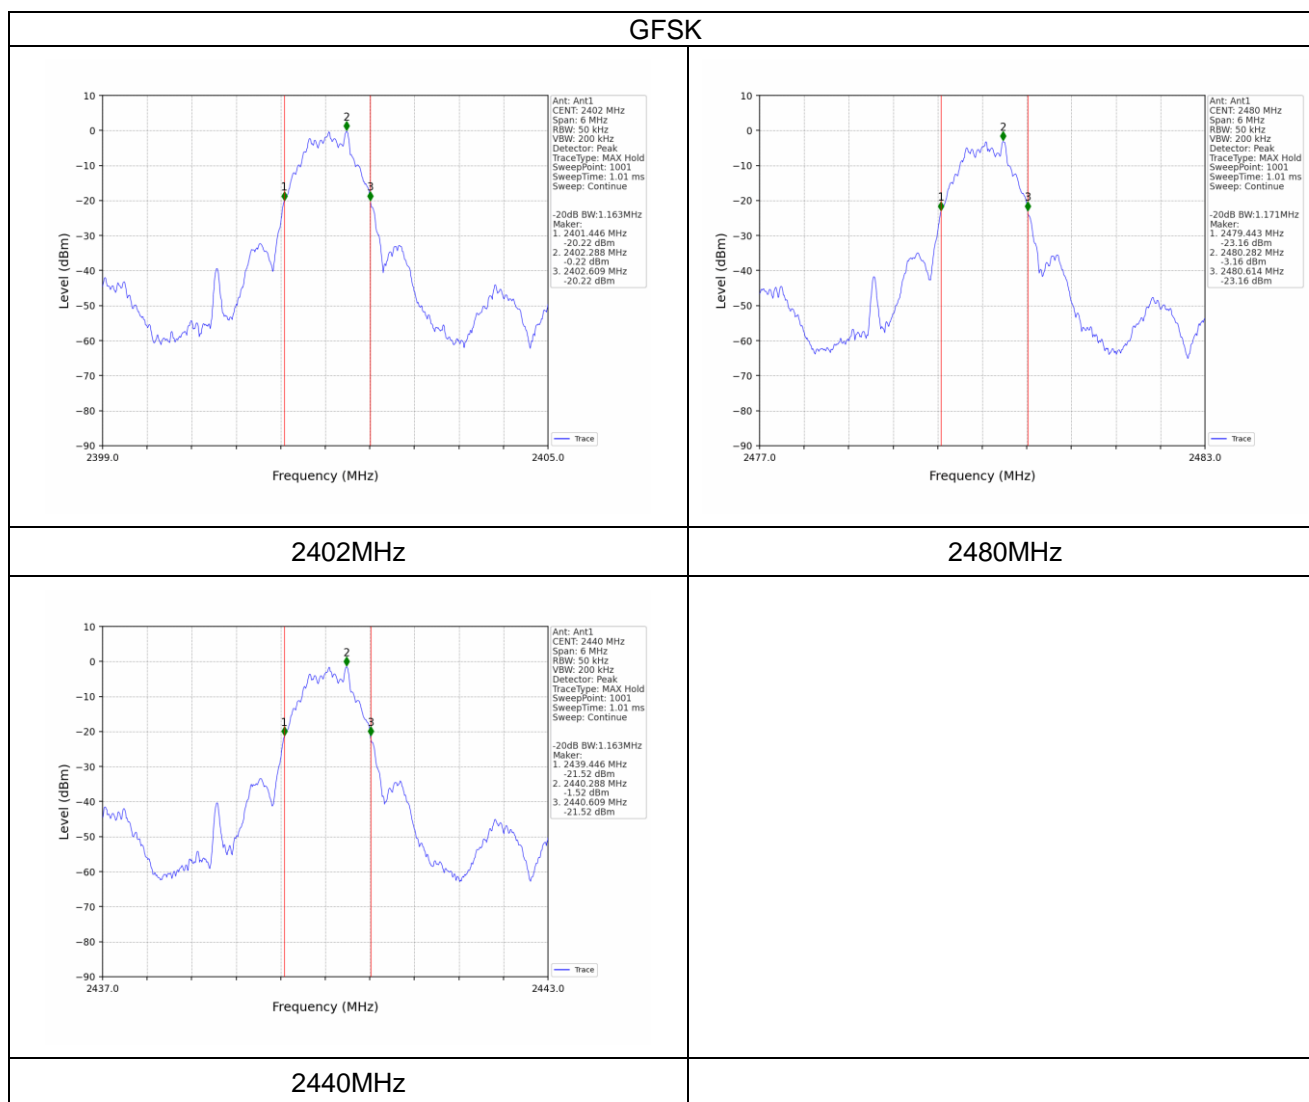 GFSK
10
0
−10
−20
−30
−40
−50
−60
−70
−80
−90
Level (dBm)
2399.0
2405.0
Frequency (MHz)
1
2
3
Ant: Ant1
CENT: 2402 MHz
Span: 6 MHz
RBW: 50 kHz
VBW: 200 kHz
Detector: Peak
TraceType: MAX Hold
SweepPoint: 1001
SweepTime: 1.01 ms
Sweep: Continue
-20dB BW:1.163MHz
Maker:
1. 2401.446 MHz
-20.22 dBm
2. 2402.288 MHz
-0.22 dBm
3. 2402.609 MHz
-20.22 dBm
Trace
10
0
−10
−20
−30
−40
−50
−60
−70
−80
−90
Level (dBm)
2477.0
2483.0
Frequency (MHz)
1
2
3
Ant: Ant1
CENT: 2480 MHz
Span: 6 MHz
RBW: 50 kHz
VBW: 200 kHz
Detector: Peak
TraceType: MAX Hold
SweepPoint: 1001
SweepTime: 1.01 ms
Sweep: Continue
-20dB BW:1.171MHz
Maker:
1. 2479.443 MHz
-23.16 dBm
2. 2480.282 MHz
-3.16 dBm
3. 2480.614 MHz
-23.16 dBm
Trace
2402MHz
2480MHz
10
0
−10
−20
−30
−40
−50
−60
−70
−80
−90
Level (dBm)
2437.0
2443.0
Frequency (MHz)
1
2
3
Ant: Ant1
CENT: 2440 MHz
Span: 6 MHz
RBW: 50 kHz
VBW: 200 kHz
Detector: Peak
TraceType: MAX Hold
SweepPoint: 1001
SweepTime: 1.01 ms
Sweep: Continue
-20dB BW:1.163MHz
Maker:
1. 2439.446 MHz
-21.52 dBm
2. 2440.288 MHz
-1.52 dBm
3. 2440.609 MHz
-21.52 dBm
Trace
2440MHz